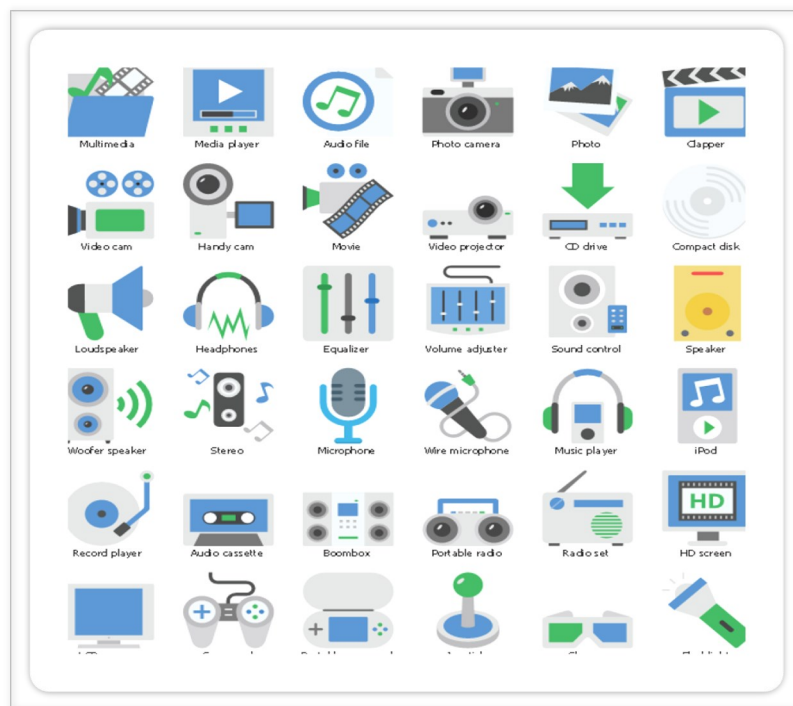 Multimedia Media player Audio file Photo camera Photo Clapper
Video cam Handy cam Movie Video projector CD drive Compact disk
Loudspeaker Headphones Equalizer Volume adjuster Sound control Speaker
Woofer speaker Stereo Microphone Wire microphone Music player iPod
HD
Record player Audio cassette Boombox Portable radio Radio set HD screen